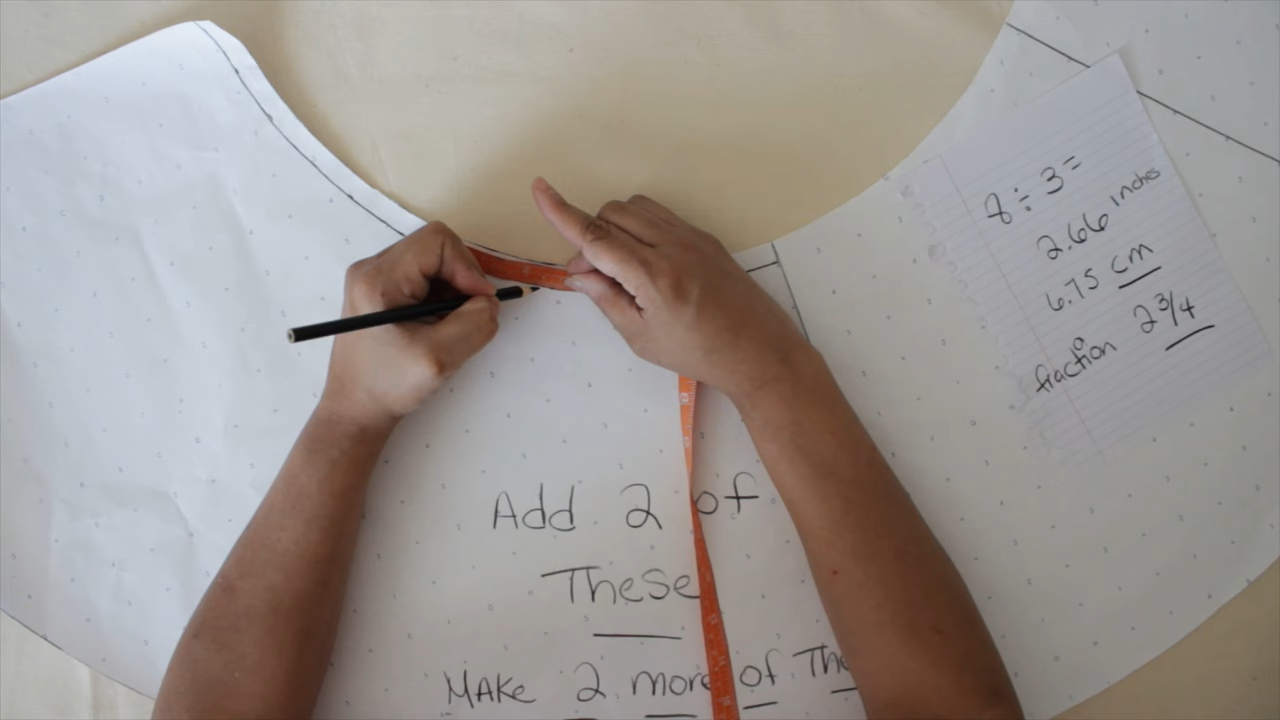 8 ÷ 3 =
2.66 inches
6.75 cm
fraction 2 3/4
Add 2 of
These
Make 2 more of The
8